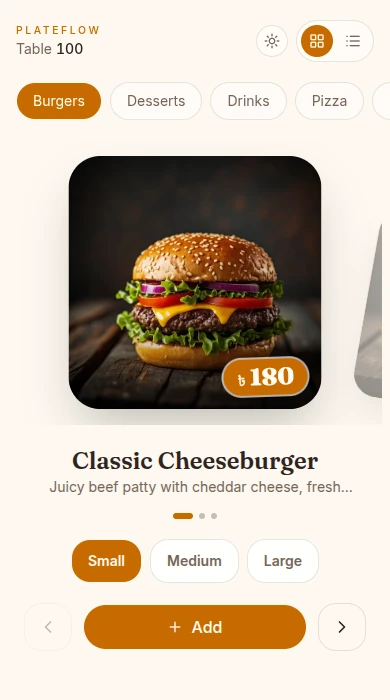 PLATEFLOW
Table 100
Burgers Desserts Drinks Pizza
৳ 180
Classic Cheeseburger
Juicy beef patty with cheddar cheese, fresh...
Small Medium Large
+ Add